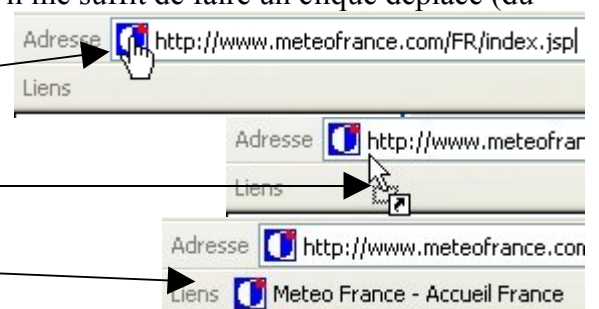 il me suffit de faire un cliqué déplacé (du
Adresse http://www.meteofrance.com/FR/index.jsp
Liens
Adresse http://www.meteofrar
Liens
Adresse http://www.meteofrance.con
Liens Meteo France - Accueil France